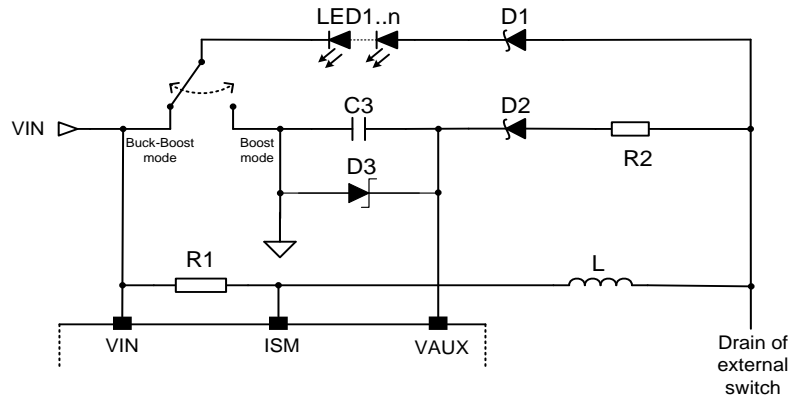 LED1..n
D1
VIN
Buck-Boost
mode
Boost
mode
C3
D2
R2
D3
R1
L
VIN
ISM
VAUX
Drain of
external
switch